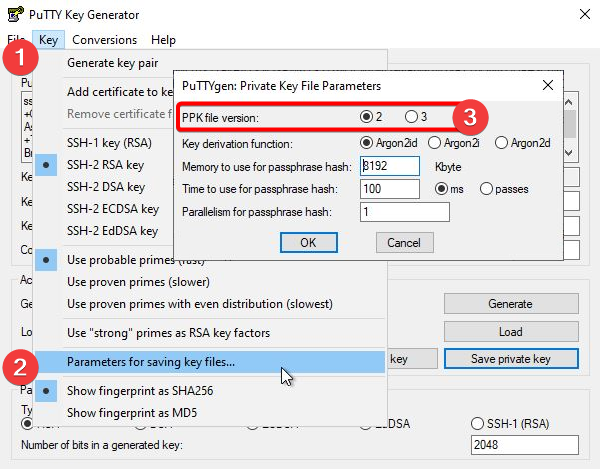 PuTTY Key Generator
File Key Conversions Help
1
Generate key pair
Add certificate to key
Remove certificate f
SSH-1 key (RSA)
SSH-2 RSA key
SSH-2 DSA key
SSH-2 ECDSA key
SSH-2 EdDSA key
Use probable primes (fast)
Use proven primes (slower)
Use proven primes with even distribution (slowest)
Use "strong" primes as RSA key factors
2
Parameters for saving key files...
Show fingerprint as SHA256
Show fingerprint as MD5
PuTTYgen: Private Key File Parameters
PPK file version: 2 3
3
Key derivation function: Argon2id Argon2i Argon2d
Memory to use for passphrase hash: 8192 Kbyte
Time to use for passphrase hash: 100 ms passes
Parallelism for passphrase hash: 1
OK Cancel
Generate
Load
key Save private key
EdDSA SSH-1 (RSA)
Number of bits in a generated key: 2048